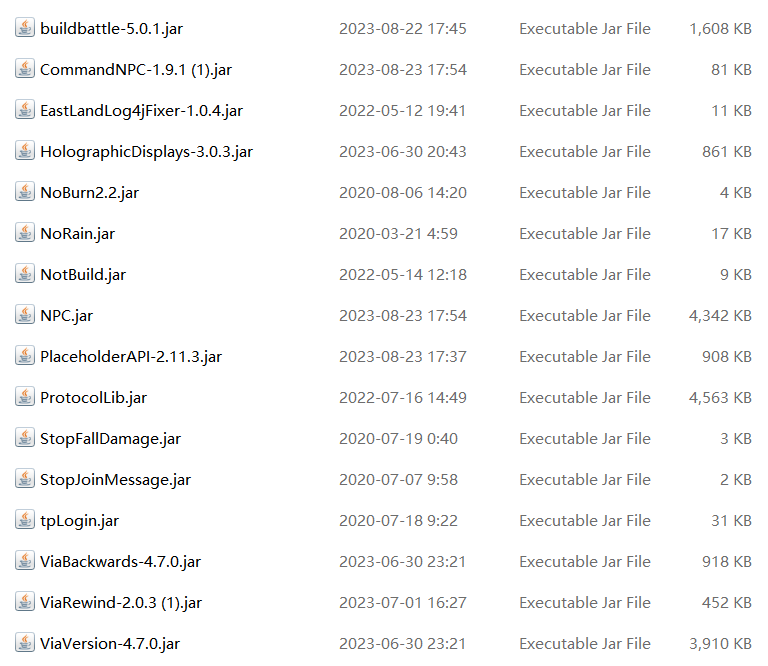 buildbattle-5.0.1.jar 2023-08-22 17:45 Executable Jar File 1,608 KB
CommandNPC-1.9.1 (1).jar 2023-08-23 17:54 Executable Jar File 81 KB
EastLandLog4jFixer-1.0.4.jar 2022-05-12 19:41 Executable Jar File 11 KB
HolographicDisplays-3.0.3.jar 2023-06-30 20:43 Executable Jar File 861 KB
NoBurn2.2.jar 2020-08-06 14:20 Executable Jar File 4 KB
NoRain.jar 2020-03-21 4:59 Executable Jar File 17 KB
NotBuild.jar 2022-05-14 12:18 Executable Jar File 9 KB
NPC.jar 2023-08-23 17:54 Executable Jar File 4,342 KB
PlaceholderAPI-2.11.3.jar 2023-08-23 17:37 Executable Jar File 908 KB
ProtocolLib.jar 2022-07-16 14:49 Executable Jar File 4,563 KB
StopFallDamage.jar 2020-07-19 0:40 Executable Jar File 3 KB
StopJoinMessage.jar 2020-07-07 9:58 Executable Jar File 2 KB
tpLogin.jar 2020-07-18 9:22 Executable Jar File 31 KB
ViaBackwards-4.7.0.jar 2023-06-30 23:21 Executable Jar File 918 KB
ViaRewind-2.0.3 (1).jar 2023-07-01 16:27 Executable Jar File 452 KB
ViaVersion-4.7.0.jar 2023-06-30 23:21 Executable Jar File 3,910 KB